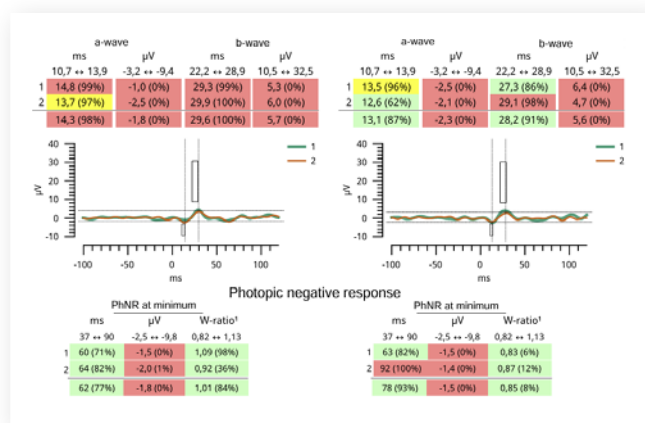 a-wave b-wave a-wave b-wave
ms µV ms µV ms µV ms µV
10,7 ↔ 13,9 -3,2 ↔ -9,4 22,2 ↔ 28,9 10,5 ↔ 32,5 10,7 ↔ 13,9 -3,2 ↔ -9,4 22,2 ↔ 28,9 10,5 ↔ 32,5
1 14,8 (99%) -1,0 (0%) 29,3 (99%) 5,3 (0%) 1 13,5 (96%) -2,5 (0%) 27,3 (86%) 6,4 (0%)
2 13,7 (97%) -2,5 (0%) 29,9 (100%) 6,0 (0%) 2 12,6 (62%) -2,1 (0%) 29,1 (98%) 4,7 (0%)
14,3 (98%) -1,8 (0%) 29,6 (100%) 5,7 (0%) 13,1 (87%) -2,3 (0%) 28,2 (91%) 5,6 (0%)
40 1 40 1
30 2 30 2
µV 20 µV 20
10 10
0 0
-10 -10
-100 -50 0 50 100 -100 -50 0 50 100
ms ms
Photopic negative response
PhNR at minimum PhNR at minimum
ms µV W-ratio¹ ms µV W-ratio¹
37 ↔ 90 -2,5 ↔ -9,8 0,82 ↔ 1,13 37 ↔ 90 -2,5 ↔ -9,8 0,82 ↔ 1,13
1 60 (71%) -1,5 (0%) 1,09 (98%) 1 63 (82%) -1,5 (0%) 0,83 (6%)
2 64 (82%) -2,0 (1%) 0,92 (36%) 2 92 (100%) -1,4 (0%) 0,87 (12%)
62 (77%) -1,8 (0%) 1,01 (84%) 78 (93%) -1,5 (0%) 0,85 (8%)